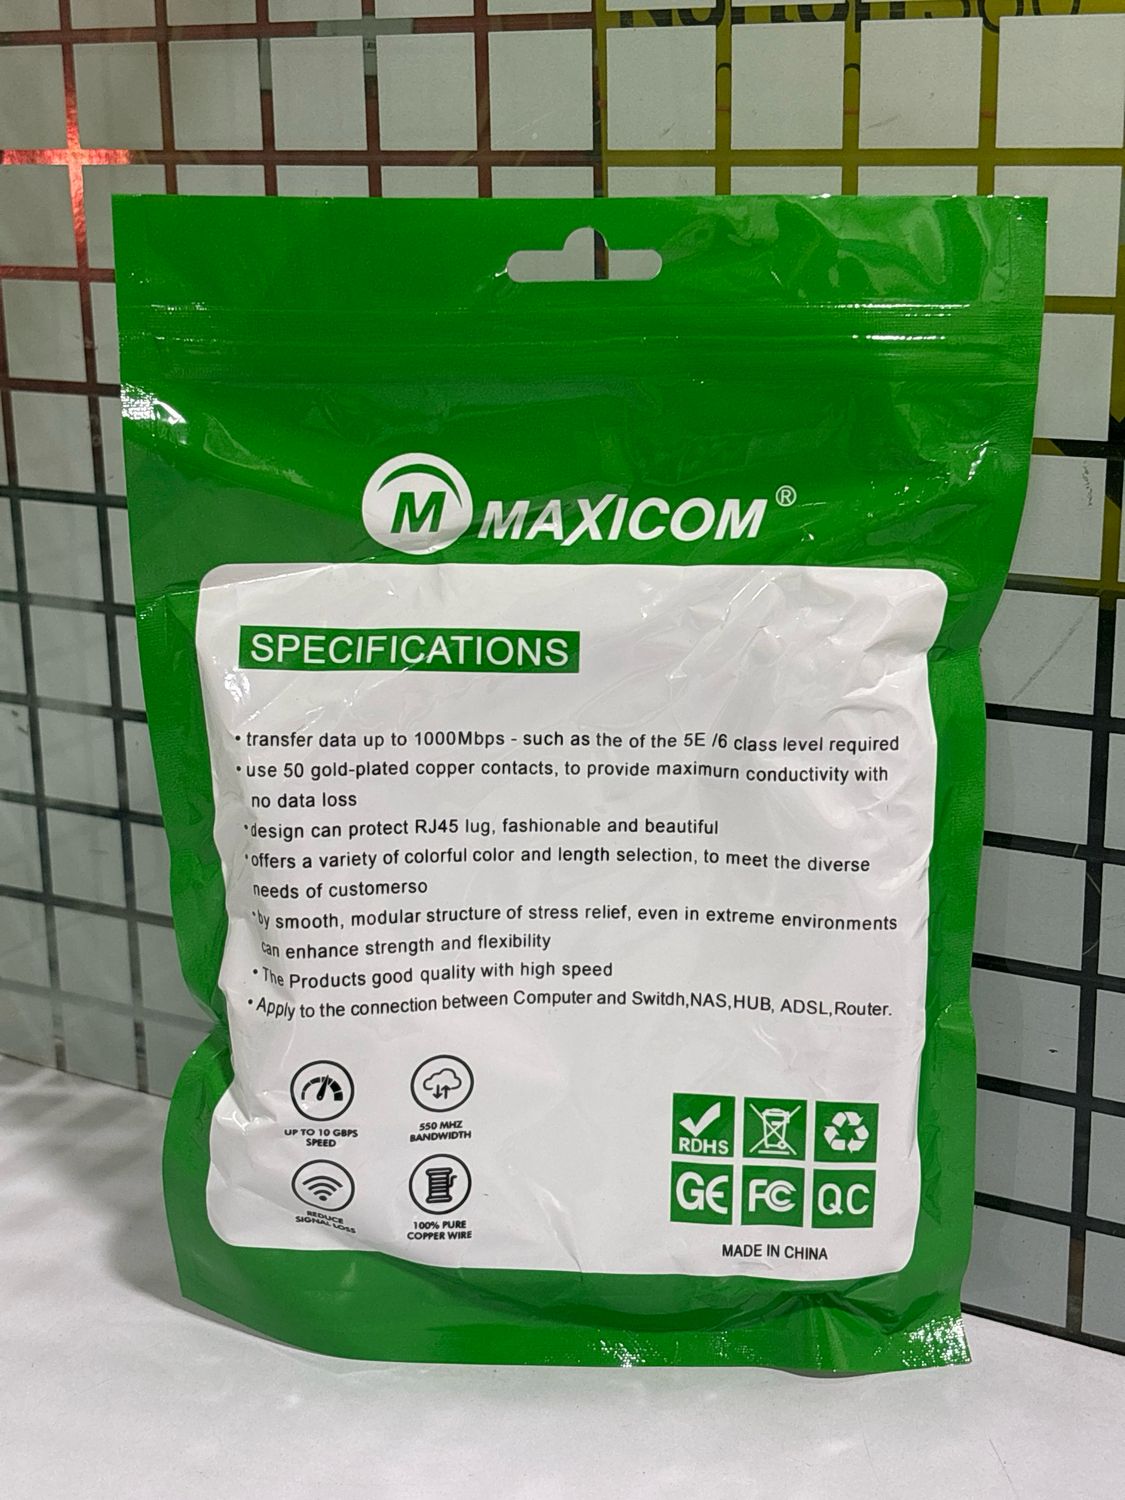 Norton 360
M MAXICOM ®
SPECIFICATIONS
• transfer data up to 1000Mbps - such as the of the 5E /6 class level required
• use 50 gold-plated copper contacts, to provide maximurn conductivity with
no data loss
• design can protect RJ45 lug, fashionable and beautiful
• offers a variety of colorful color and length selection, to meet the diverse
needs of customerso
• by smooth, modular structure of stress relief, even in extreme environments
can enhance strength and flexibility
• The Products good quality with high speed
• Apply to the connection between Computer and Switdh,NAS,HUB, ADSL,Router.
UP TO 10 GBPS
SPEED
550 MHZ
BANDWIDTH
REDUCE
SIGNAL LOSS
100% PURE
COPPER WIRE
RDHS
GE FC QC
MADE IN CHINA